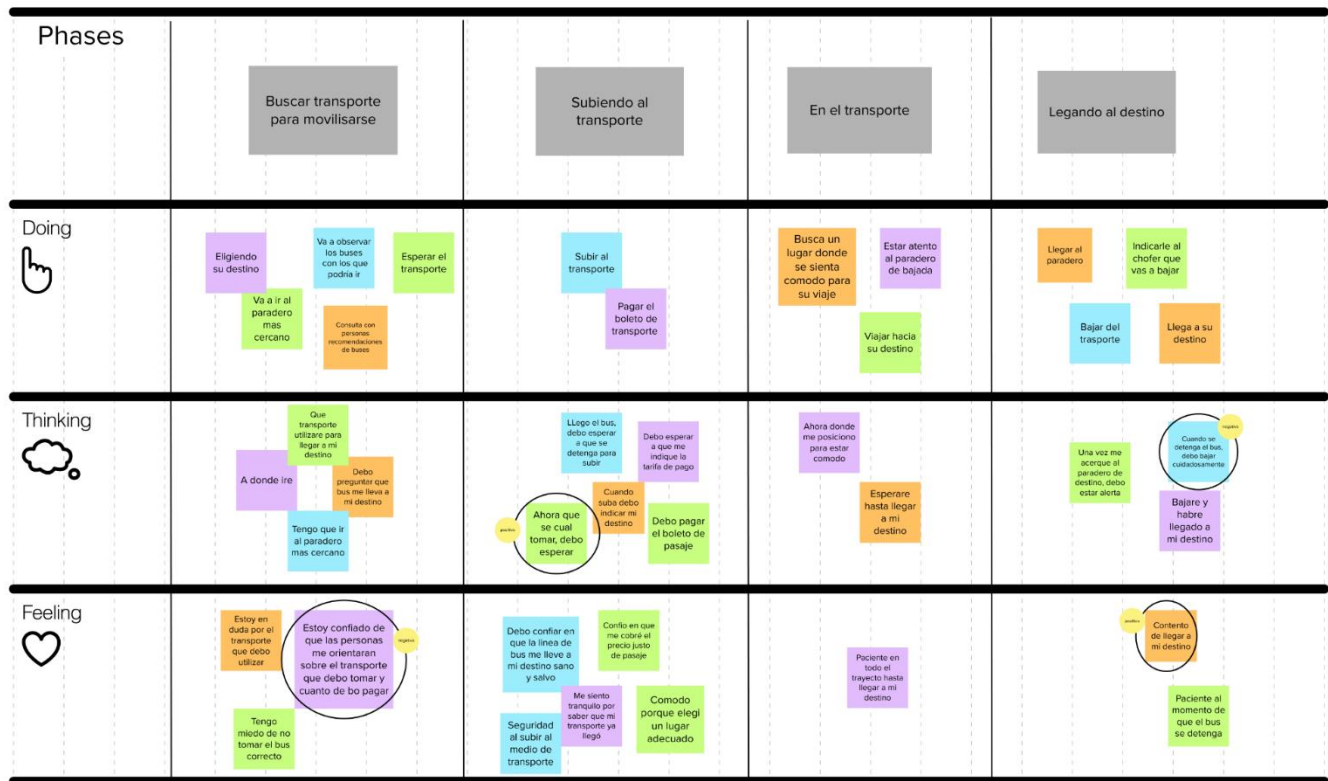 Phases
Buscar transporte
para movilisarse
Subiendo al
transporte
En el transporte
Legando al destino
Doing
Eligiendo
su destino
Va a observar
los buses
con los que
podría ir
Esperar el
transporte
Va a ir al
paradero
mas
cercano
Consulta con
personas
recomendaciones
de buses
Subir al
transporte
Pagar el
boleto de
transporte
Busca un
lugar donde
se sienta
comodo para
su viaje
Estar atento
al paradero
de bajada
Viajar hacia
su destino
Llegar al
paradero
Indicarle al
chofer que
vas a bajar
Bajar del
trasporte
Llega a su
destino
Thinking
Que
transporte
utilizare para
llegar a mi
destino
A donde ire
Debo
preguntar que
bus me lleva a
mi destino
Tengo que ir
al paradero
mas cercano
LLego el bus,
debo esperar
a que se
detenga para
subir
Debo esperar
a que me
indique la
tarifa de pago
Cuando
suba debo
indicar mi
destino
positivo
Ahora que
se cual
tomar, debo
esperar
Debo pagar
el boleto de
pasaje
Ahora donde
me posiciono
para estar
comodo
Esperare
hasta llegar
a mi
destino
Una vez me
acerque al
paradero de
destino, debo
estar alerta
negativo
Cuando se
detenga el bus,
debo bajar
cuidadosamente
Bajare y
habre
llegado a
mi destino
Feeling
Estoy en
duda por el
transporte
que debo
utilizar
Estoy confiado de
que las personas
me orientaran
sobre el transporte
que debo tomar y
cuanto de bo pagar
negativo
Tengo
miedo de no
tomar el bus
correcto
Debo confiar en
que la linea de
bus me lleve a
mi destino sano
y salvo
Confio en que
me cobré el
precio justo
de pasaje
Me siento
tranquilo por
saber que mi
transporte ya
llegó
Comodo
porque elegi
un lugar
adecuado
Seguridad
al subir al
medio de
transporte
Paciente en
todo el
trayecto hasta
llegar a mi
destino
positivo
Contento
de llegar a
mi destino
Paciente al
momento de
que el bus
se detenga